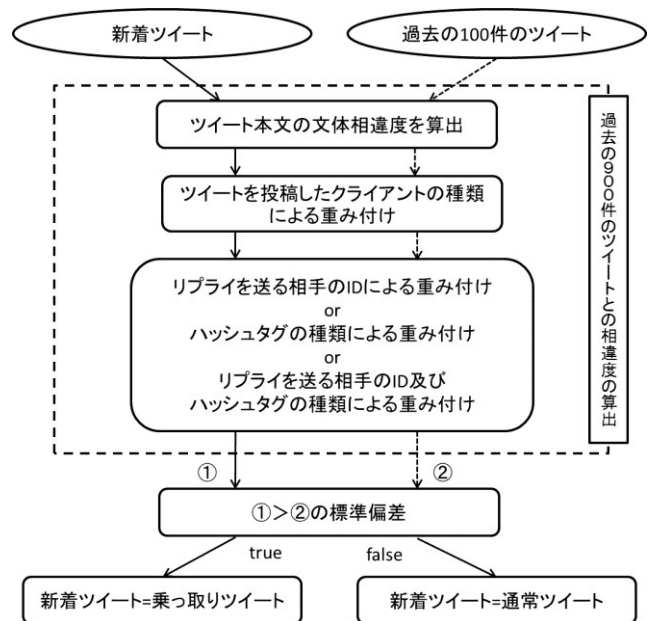 新着ツイート
過去の100件のツイート
ツイート本文の文体相違度を算出
ツイートを投稿したクライアントの種類
による重み付け
リプライを送る相手のIDによる重み付け
or
ハッシュタグの種類による重み付け
or
リプライを送る相手のID及び
ハッシュタグの種類による重み付け
過去の900件のツイートとの相違度の算出
①
②
①＞②の標準偏差
true
false
新着ツイート=乗っ取りツイート
新着ツイート=通常ツイート